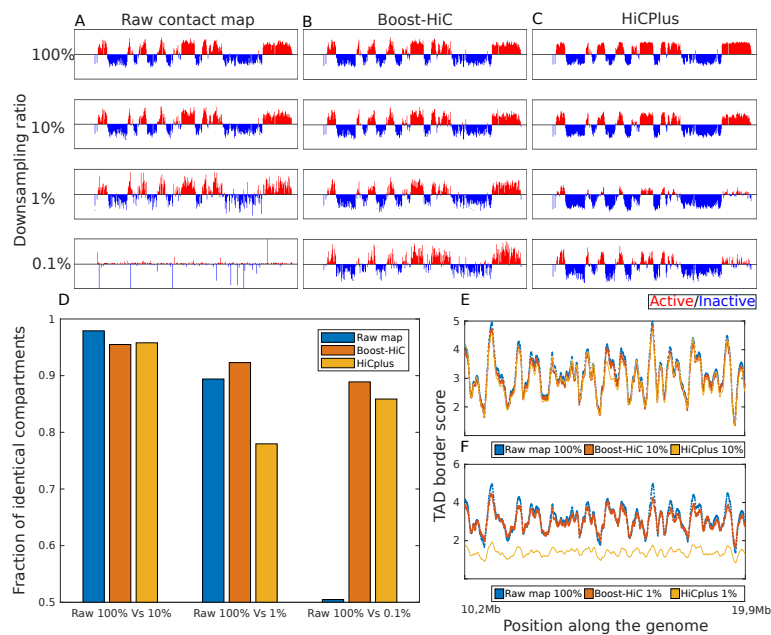 A Raw contact map
B Boost-HiC
C HiCPlus
Downsampling ratio
100%
10%
1%
0.1%
Active/Inactive
D
Fraction of identical compartments
1
0.9
0.8
0.7
0.6
0.5
Raw map
Boost-HiC
HiCplus
Raw 100% Vs 10%
Raw 100% Vs 1%
Raw 100% Vs 0.1%
E
TAD border score
5
4
3
2
Raw map 100% Boost-HiC 10% HiCplus 10%
F
6
4
2
Raw map 100% Boost-HiC 1% HiCplus 1%
10,2Mb
19,9Mb
Position along the genome